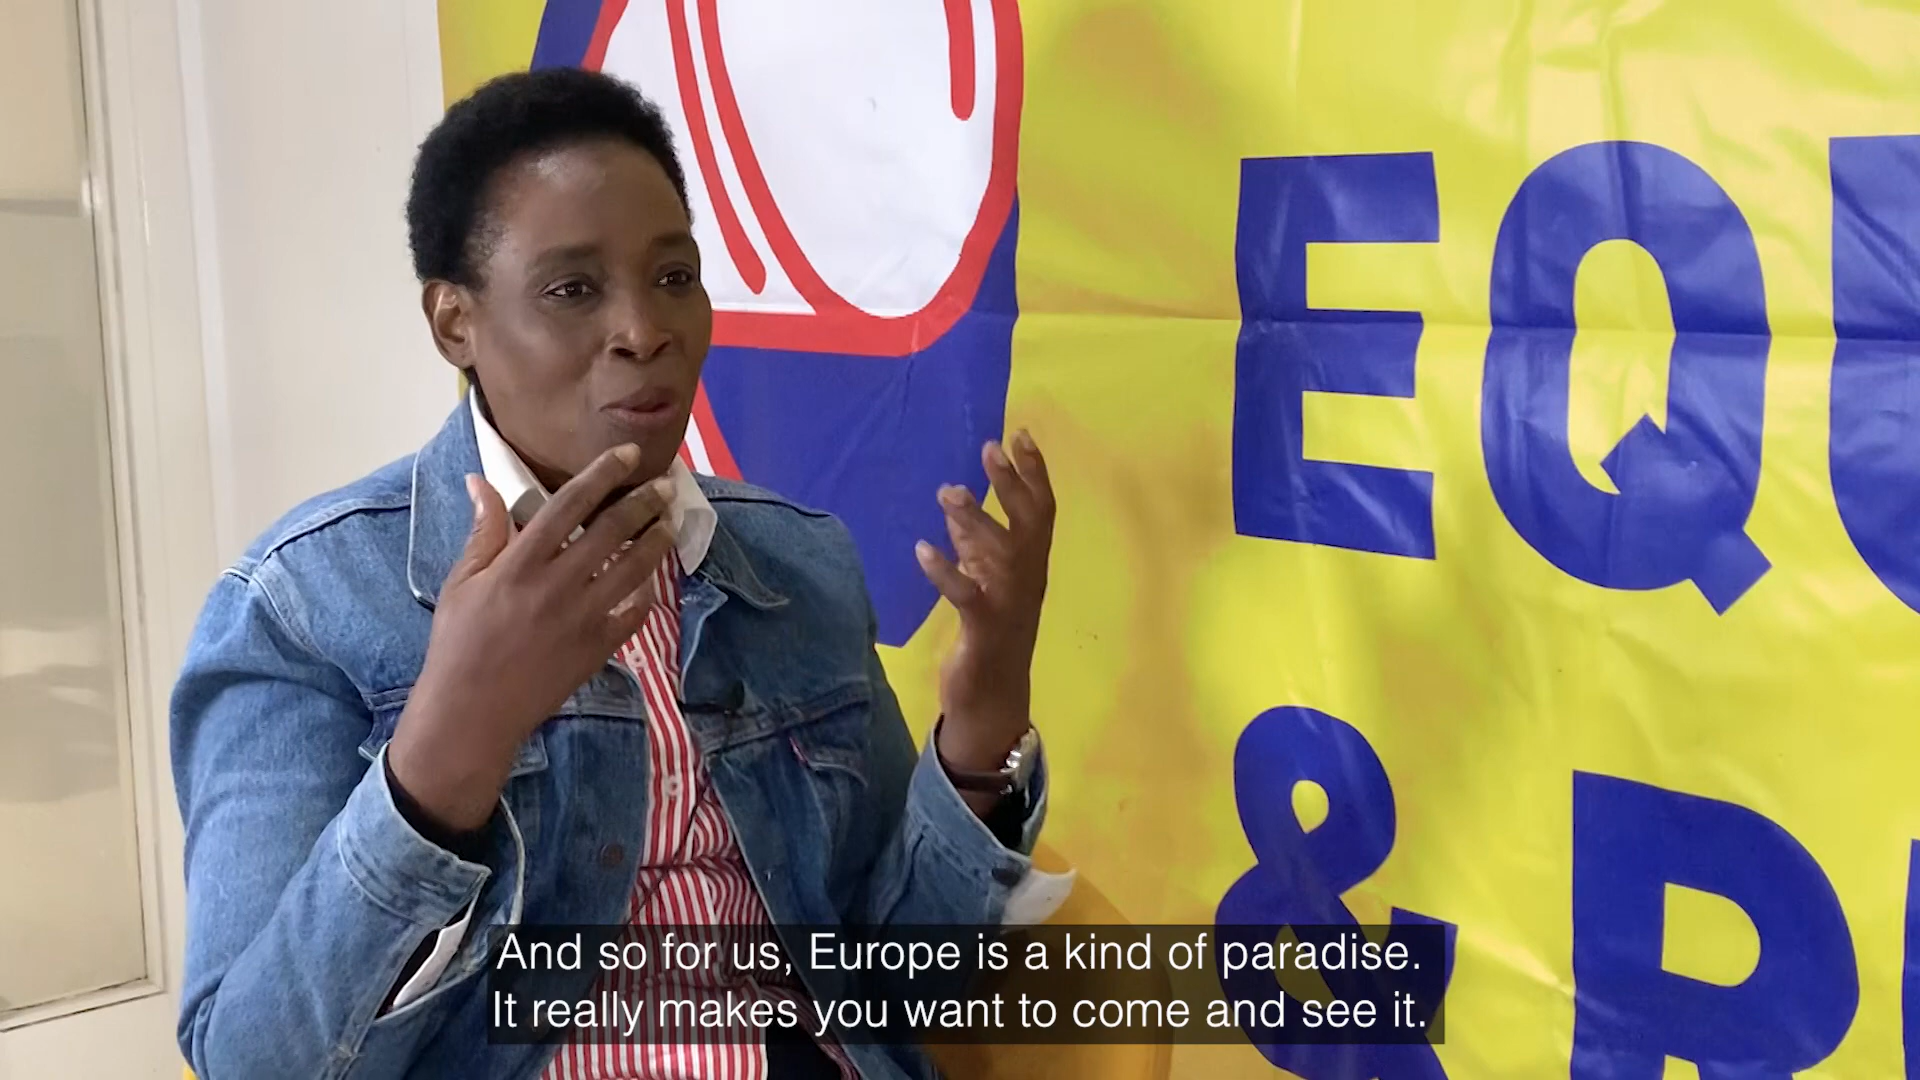 EQU
& R
And so for us, Europe is a kind of paradise.
It really makes you want to come and see it.